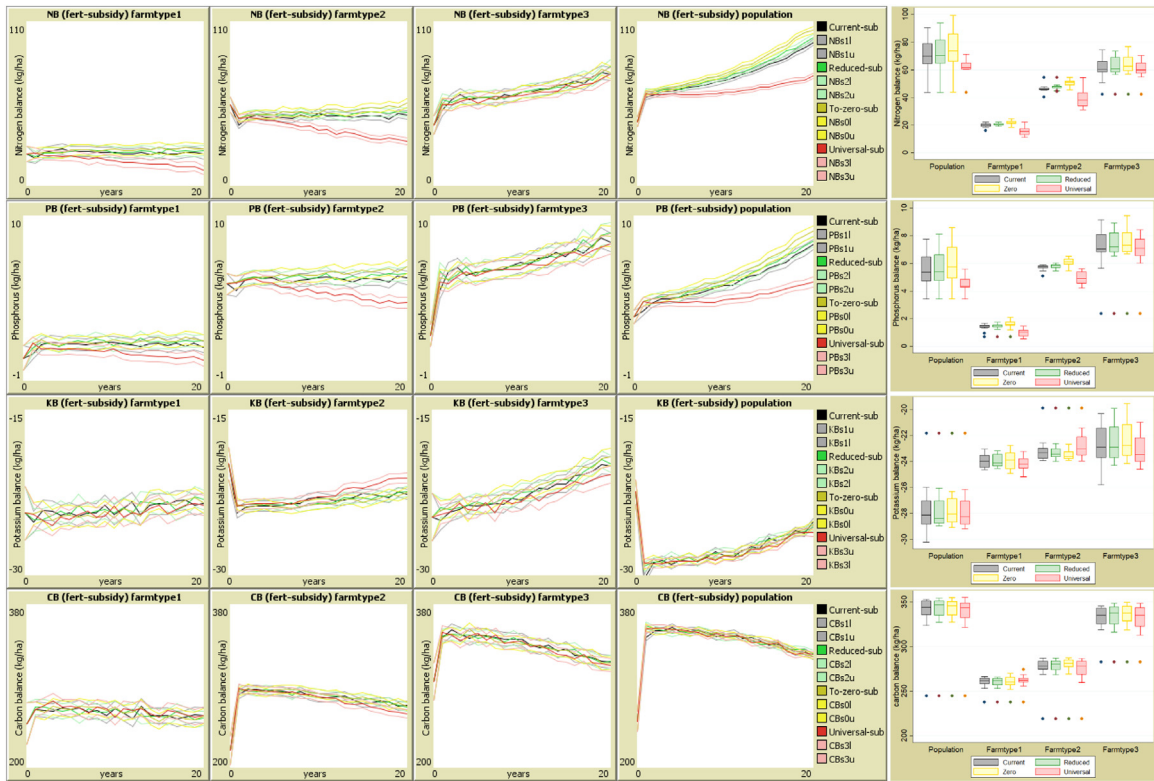 NB (fert-subsidy) farmtype1
Nitrogen balance (kg/ha)
110
0
0
years
20
NB (fert-subsidy) farmtype2
Nitrogen balance (kg/ha)
110
0
0
years
20
NB (fert-subsidy) farmtype3
Nitrogen balance (kg/ha)
110
0
0
years
20
NB (fert-subsidy) population
Nitrogen balance (kg/ha)
110
0
0
years
20
Current-sub
NBs1l
NBs1u
Reduced-sub
NBs2l
NBs2u
To-zero-sub
NBs0l
NBs0u
Universal-sub
NBs3l
NBs3u
Nitrogen balance (kg/ha)
100
80
60
40
20
0
Population
Farmtype1
Farmtype2
Farmtype3
Current
Reduced
Zero
Universal
PB (fert-subsidy) farmtype1
Phosphorus balance (kg/ha)
10
-1
0
years
20
PB (fert-subsidy) farmtype2
Phosphorus balance (kg/ha)
10
-1
0
years
20
PB (fert-subsidy) farmtype3
Phosphorus balance (kg/ha)
10
-1
0
years
20
PB (fert-subsidy) population
Phosphorus balance (kg/ha)
10
-1
0
years
20
Current-sub
PBs1l
PBs1u
Reduced-sub
PBs2l
PBs2u
To-zero-sub
PBs0l
PBs0u
Universal-sub
PBs3l
PBs3u
Phosphorus balance (kg/ha)
10
8
6
4
2
0
Population
Farmtype1
Farmtype2
Farmtype3
Current
Reduced
Zero
Universal
KB (fert-subsidy) farmtype1
Potassium balance (kg/ha)
-15
-30
0
years
20
KB (fert-subsidy) farmtype2
Potassium balance (kg/ha)
-15
-30
0
years
20
KB (fert-subsidy) farmtype3
Potassium balance (kg/ha)
-15
-30
0
years
20
KB (fert-subsidy) population
Potassium balance (kg/ha)
-15
-30
0
years
20
Current-sub
KBs1u
KBs1l
Reduced-sub
KBs2u
KBs2l
To-zero-sub
KBs0u
KBs0l
Universal-sub
KBs3u
KBs3l
Potassium balance (kg/ha)
-20
-22
-24
-26
-28
-30
Population
Farmtype1
Farmtype2
Farmtype3
Current
Reduced
Zero
Universal
CB (fert-subsidy) farmtype1
Carbon balance (kg/ha)
380
200
0
years
20
CB (fert-subsidy) farmtype2
Carbon balance (kg/ha)
380
200
0
years
20
CB (fert-subsidy) farmtype3
Carbon balance (kg/ha)
380
200
0
years
20
CB (fert-subsidy) population
Carbon balance (kg/ha)
380
200
0
years
20
Current-sub
CBs1l
CBs1u
Reduced-sub
CBs2l
CBs2u
To-zero-sub
CBs0l
CBs0u
Universal-sub
CBs3l
CBs3u
carbon balance (kg/ha)
350
300
250
200
Population
Farmtype1
Farmtype2
Farmtype3
Current
Reduced
Zero
Universal